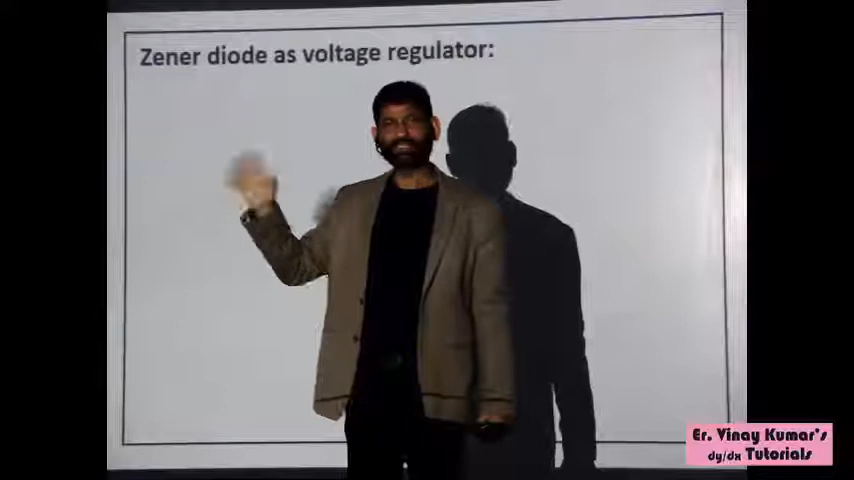 Zener diode as voltage regulator:
Er. Vinay Kumar's
dy/dx Tutorials